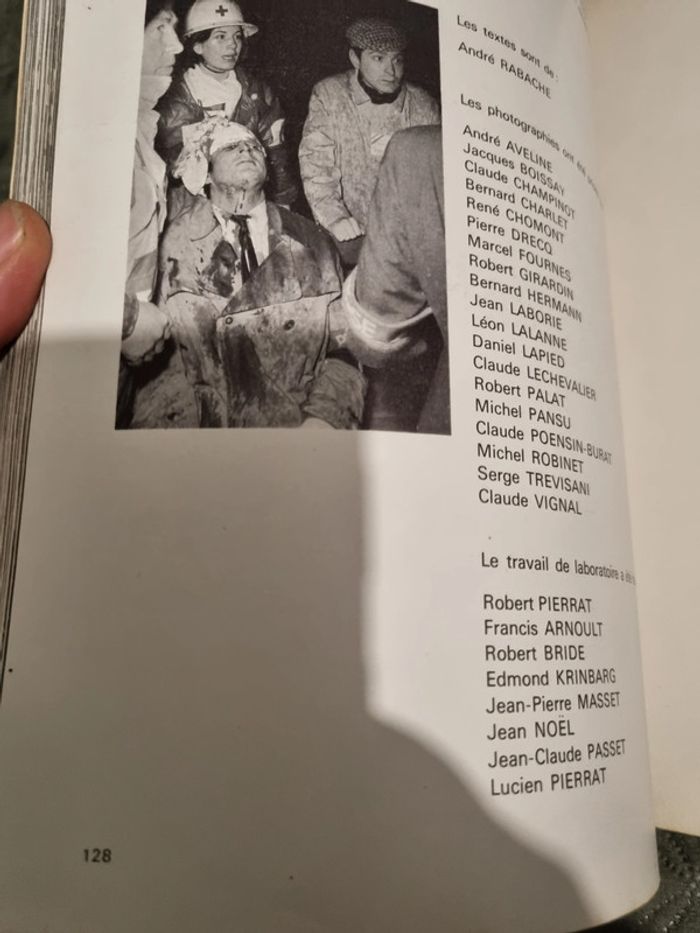 Les textes sont de :
André RABACHE
Les photographies ont été
André AVELINE
Jacques BOISSAY
Claude CHAMPINOT
Bernard CHARLET
René CHOMONT
Pierre DRECQ
Marcel FOURNES
Robert GIRARDIN
Bernard HERMANN
Jean LABORIE
Léon LALANNE
Daniel LAPIED
Claude LECHEVALIER
Robert PALAT
Michel PANSU
Claude POENSIN-BURAT
Michel ROBINET
Serge TREVISANI
Claude VIGNAL
Le travail de laboratoire a été
Robert PIERRAT
Francis ARNOULT
Robert BRIDE
Edmond KRINBARG
Jean-Pierre MASSET
Jean NOËL
Jean-Claude PASSET
Lucien PIERRAT
128